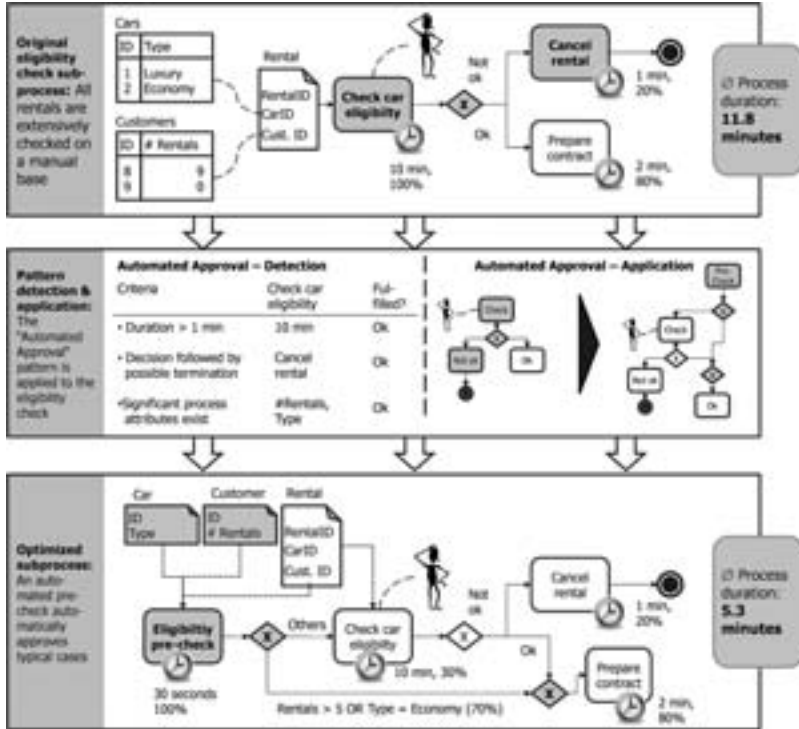 Original
eligibility
check sub-
process: All
rentals are
extensively
checked on
a manual
base
Cars
ID Type
1 Luxury
2 Economy
Customers
ID # Rentals
8 9
9 0
Rental
RentalID
CarID
Cust. ID
Check car
eligibilty
10 min,
100%
X
Not
ok
Ok
Cancel
rental
1 min,
20%
Prepare
contract
2 min,
80%
∅ Process
duration:
11.8
minutes
Pattern
detection &
application:
The
"Automated
Approval"
pattern is
applied to the
eligibility
check
Automated Approval – Detection
Criteria
Check car
eligibility
Ful-
filled?
• Duration > 1 min
10 min
Ok
• Decision followed by
possible termination
Cancel
rental
Ok
•Significant process
attributes exist
#Rentals,
Type
Ok
Automated Approval – Application
Check
Not ok
Ok
Check
Not ok
Ok
Optimized
subprocess:
An auto-
mated pre-
check auto-
matically
approves
typical cases
Car
ID
Type
Customer
ID
# Rentals
Rental
RentalID
CarID
Cust. ID
Eligibiltiy
pre-check
30 seconds
100%
X
Others
Check car
eligibilty
10 min, 30%
X
Not
ok
Ok
Cancel
rental
1 min,
20%
X
Prepare
contract
2 min,
80%
Rentals > 5 OR Type = Economy (70%)
∅ Process
duration:
5.3
minutes